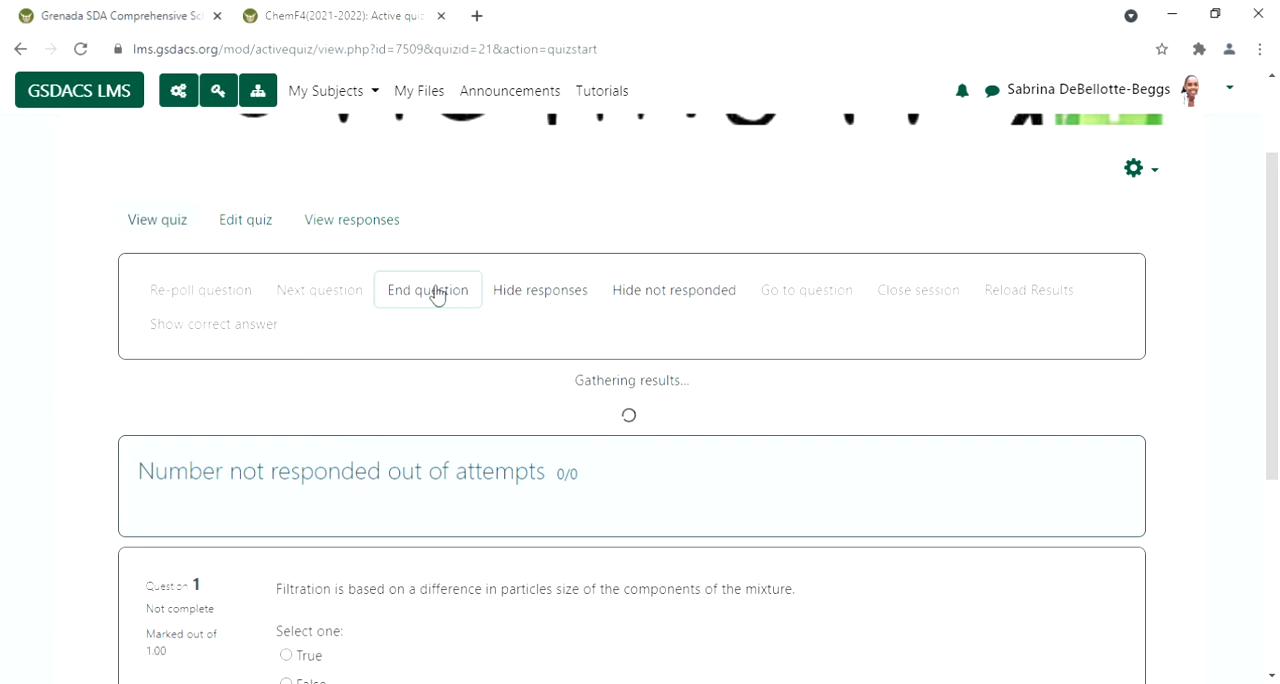 Grenada SDA Comprehensive Sc
ChemF4(2021-2022): Active qui
lms.gsdacs.org/mod/activequiz/view.php?id=7509&quizid=21&action=quizstart
GSDACS LMS My Subjects My Files Announcements Tutorials Sabrina DeBellotte-Beggs
View quiz Edit quiz View responses
Re-poll question Next question End question Hide responses Hide not responded Go to question Close session Reload Results
Show correct answer
Gathering results...
Number not responded out of attempts 0/0
Question 1
Not complete
Marked out of
1.00
Filtration is based on a difference in particles size of the components of the mixture.
Select one:
True
False